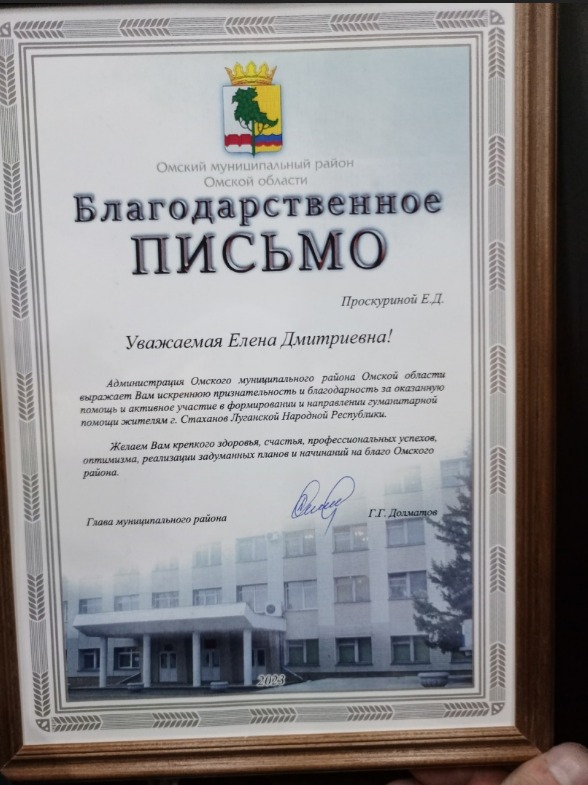 Омский муниципальный район
Омской области
Благодарственное
ПИСЬМО
Проскуриной Е.Д.
Уважаемая Елена Дмитриевна!
Администрация Омского муниципального района Омской области
выражает Вам искреннюю признательность и благодарность за оказанную
помощь и активное участие в формировании и направлении гуманитарной
помощи жителям г. Стаханов Луганской Народной Республики.
Желаем Вам крепкого здоровья, счастья, профессиональных успехов,
оптимизма, реализации задуманных планов и начинаний на благо Омского
района.
Глава муниципального района
Г.Г. Долматов
2023